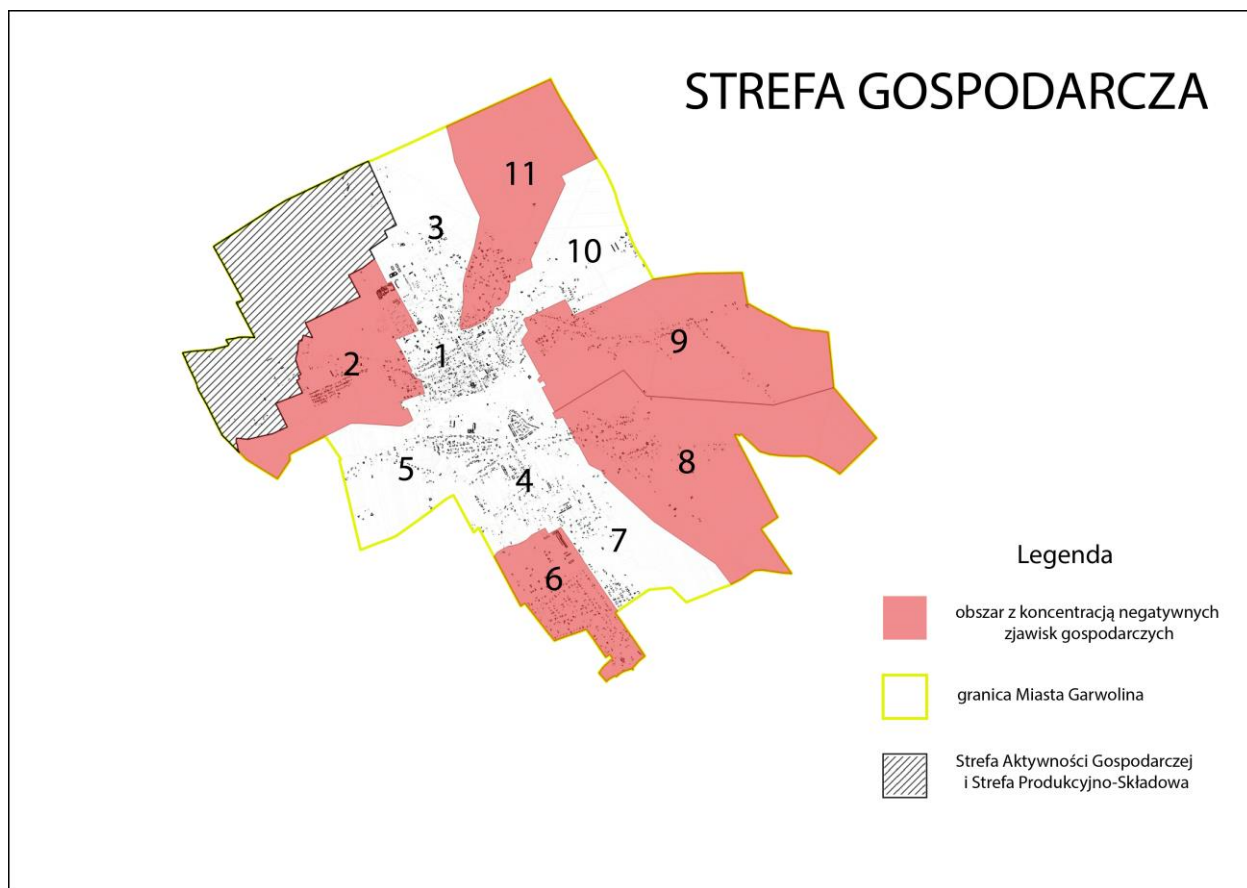 STREFA GOSPODARCZA
11
3
10
1
2
9
5
4
8
7
6
Legenda
obszar z koncentracją negatywnych
zjawisk gospodarczych
granica Miasta Garwolina
Strefa Aktywności Gospodarczej
i Strefa Produkcyjno-Składowa